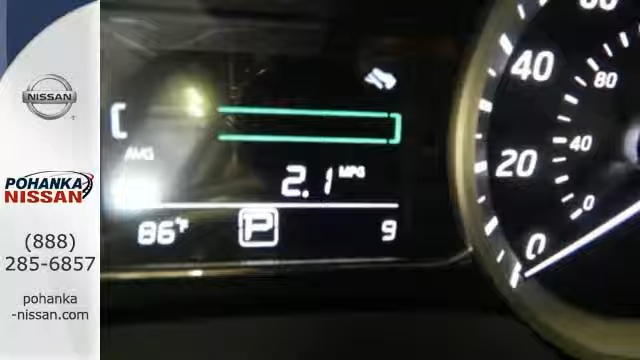 NISSAN
POHANKA
NISSAN
(888)
285-6857
pohanka
-nissan.com
AVG
2.1 MPG
86°F
P
9
60
40
20
0
80
40
0